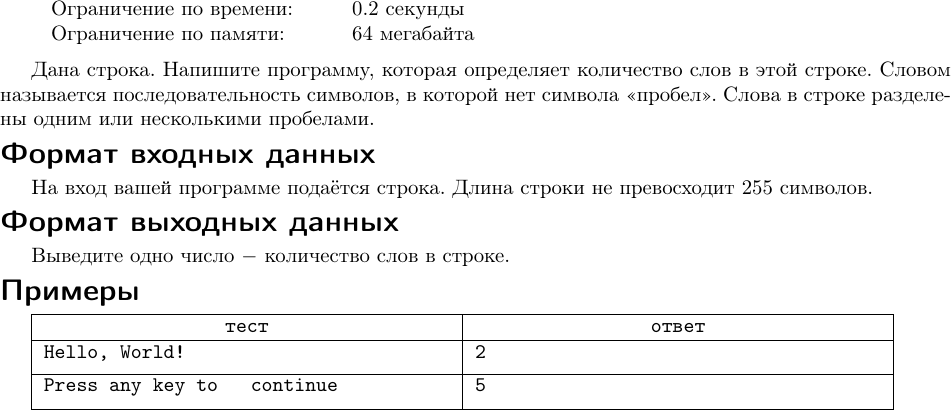 Ограничение по времени: 0.2 секунды
Ограничение по памяти: 64 мегабайта
Дана строка. Напишите программу, которая определяет количество слов в этой строке. Словом
называется последовательность символов, в которой нет символа «пробел». Слова в строке разделе-
ны одним или несколькими пробелами.
Формат входных данных
На вход вашей программе подаётся строка. Длина строки не превосходит 255 символов.
Формат выходных данных
Выведите одно число − количество слов в строке.
Примеры
тест ответ
Hello, World! 2
Press any key to   continue 5